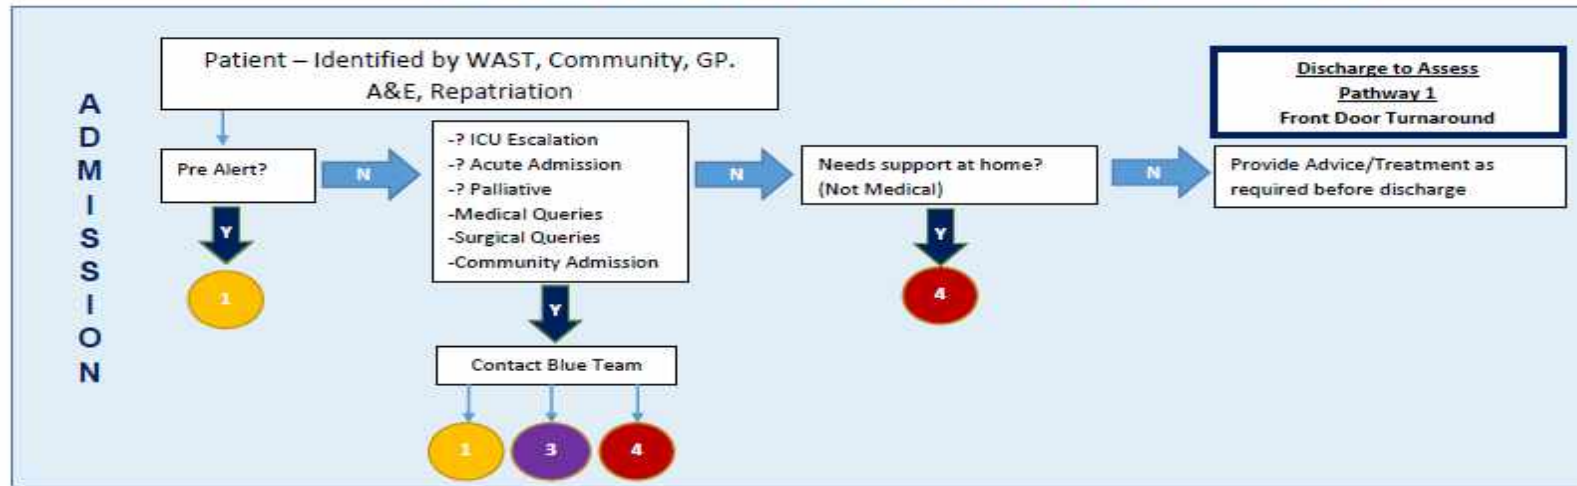 ADMISSION
Patient – Identified by WAST, Community, GP.
A&E, Repatriation
Pre Alert?
N
Y
1
-? ICU Escalation
-? Acute Admission
-? Palliative
-Medical Queries
-Surgical Queries
-Community Admission
N
Y
Contact Blue Team
1
3
4
Needs support at home?
(Not Medical)
N
Y
4
Discharge to Assess
Pathway 1
Front Door Turnaround
Provide Advice/Treatment as
required before discharge